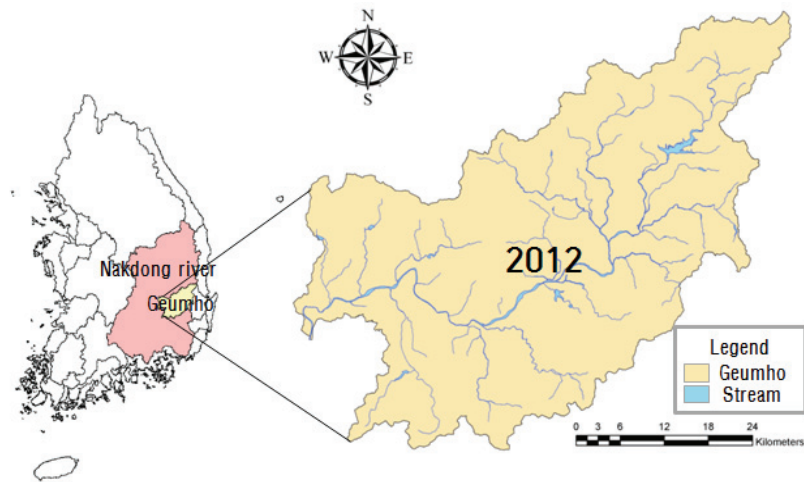 N
W E
S
Nakdong river
Geumho
2012
Legend
Geumho
Stream
0 3 6 12 18 24
Kilometers